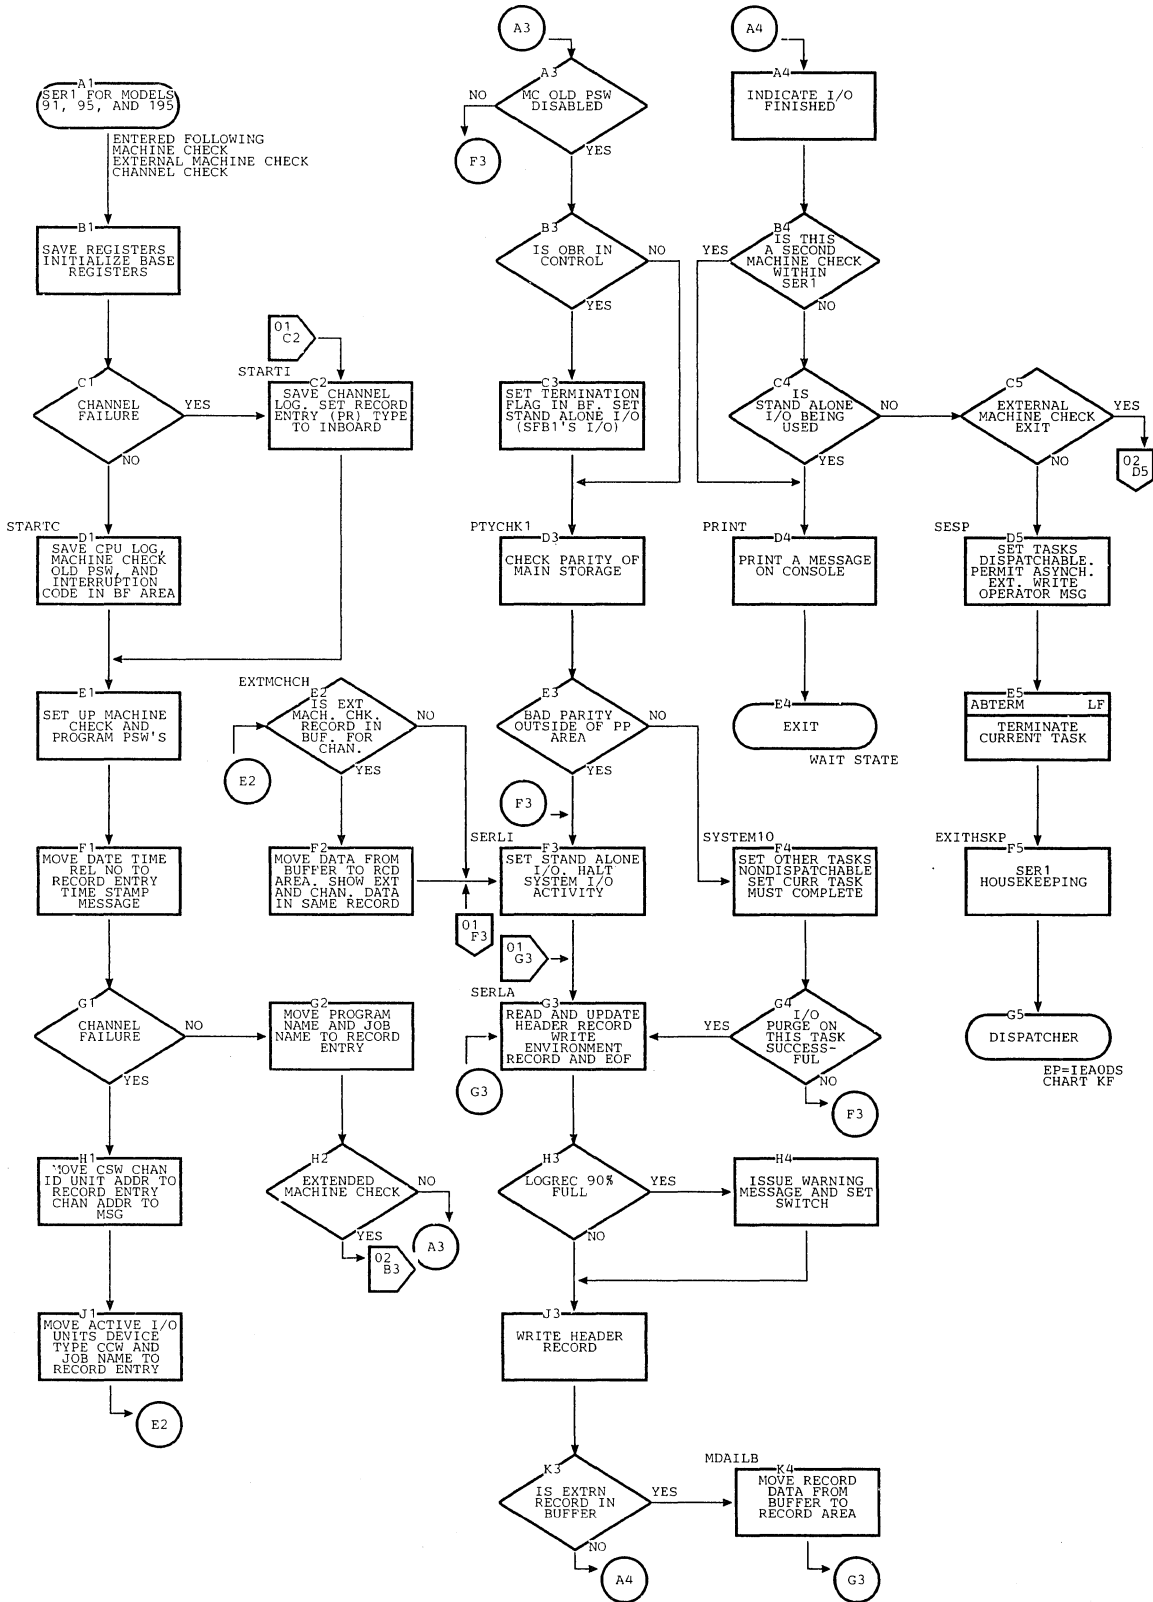 A1
SER1 FOR MODELS
91, 95, AND 195
ENTERED FOLLOWING
MACHINE CHECK
EXTERNAL MACHINE CHECK
CHANNEL CHECK
B1
SAVE REGISTERS
INITIALIZE BASE
REGISTERS
C1
CHANNEL
FAILURE
YES
NO
STARTC
D1
SAVE CPU LOG,
MACHINE CHECK
OLD PSW, AND
INTERRUPTION
CODE IN BF AREA
E1
SET UP MACHINE
CHECK AND
PROGRAM PSW'S
F1
MOVE DATE TIME
REL NO TO
RECORD ENTRY
TIME STAMP
MESSAGE
G1
CHANNEL
FAILURE
NO
YES
H1
MOVE CSW CHAN
ID UNIT ADDR TO
RECORD ENTRY
CHAN ADDR TO
MSG
J1
MOVE ACTIVE I/O
UNITS DEVICE
TYPE CCW AND
JOB NAME TO
RECORD ENTRY
E2
01
C2
STARTI
C2
SAVE CHANNEL
LOG. SET RECORD
ENTRY (PR) TYPE
TO INBOARD
EXTMCHCH
E2
IS EXT
MACH. CHK.
RECORD IN
BUF. FOR
CHAN.
NO
YES
E2
F2
MOVE DATA FROM
BUFFER TO RCD
AREA. SHOW EXT
AND CHAN. DATA
IN SAME RECORD
01
F3
G2
MOVE PROGRAM
NAME AND JOB
NAME TO RECORD
ENTRY
H2
EXTENDED
MACHINE CHECK
NO
A3
YES
02
B3
A3
A3
MC OLD PSW
DISABLED
NO
F3
YES
B3
IS OBR IN
CONTROL
NO
YES
C3
SET TERMINATION
FLAG IN BF. SET
STAND ALONE I/O
(SFB1'S I/O)
PTYCHK1
D3
CHECK PARITY OF
MAIN STORAGE
E3
BAD PARITY
OUTSIDE OF PP
AREA
NO
YES
F3
SERLI
F3
SET STAND ALONE
I/O. HALT
SYSTEM I/O
ACTIVITY
01
G3
SERLA
G3
READ AND UPDATE
HEADER RECORD
WRITE
ENVIRONMENT
RECORD AND EOF
G3
H3
LOGREC 90%
FULL
YES
NO
J3
WRITE HEADER
RECORD
K3
IS EXTRN
RECORD IN
BUFFER
YES
NO
A4
A4
A4
INDICATE I/O
FINISHED
B4
IS THIS
A SECOND
MACHINE CHECK
WITHIN
SER1
YES
NO
C4
IS
STAND ALONE
I/O BEING
USED
NO
YES
PRINT
D4
PRINT A MESSAGE
ON CONSOLE
E4
EXIT
WAIT STATE
SYSTEM10
F4
SET OTHER TASKS
NONDISPATCHABLE
SET CURR TASK
MUST COMPLETE
G4
I/O
PURGE ON
THIS TASK
SUCCESS-
FUL
YES
NO
F3
H4
ISSUE WARNING
MESSAGE AND SET
SWITCH
MDAILB
K4
MOVE RECORD
DATA FROM
BUFFER TO
RECORD AREA
G3
C5
EXTERNAL
MACHINE CHECK
EXIT
YES
02
D5
NO
SESP
D5
SET TASKS
DISPATCHABLE.
PERMIT ASYNCH.
EXT. WRITE
OPERATOR MSG
E5
ABTERM LF
TERMINATE
CURRENT TASK
EXITHSKP
F5
SER1
HOUSEKEEPING
G5
DISPATCHER
EP=IEA0DS
CHART KF